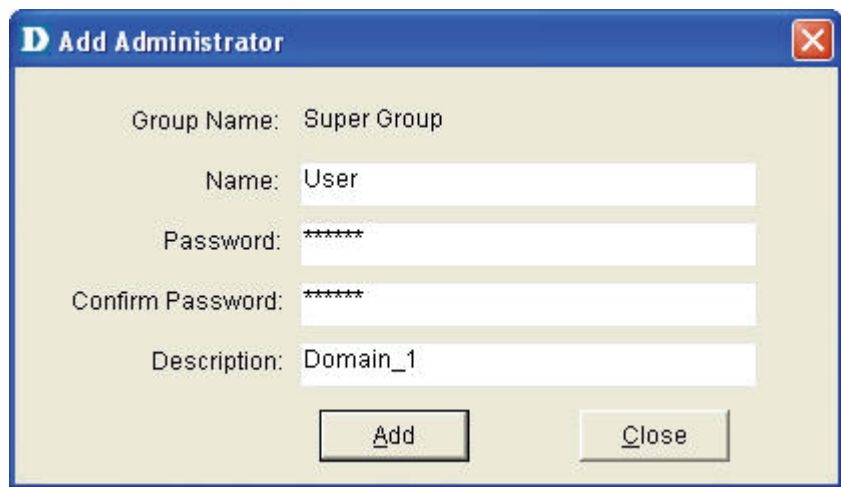 D Add Administrator
Group Name: Super Group
Name: User
Password: ******
Confirm Password: ******
Description: Domain_1
Add Close